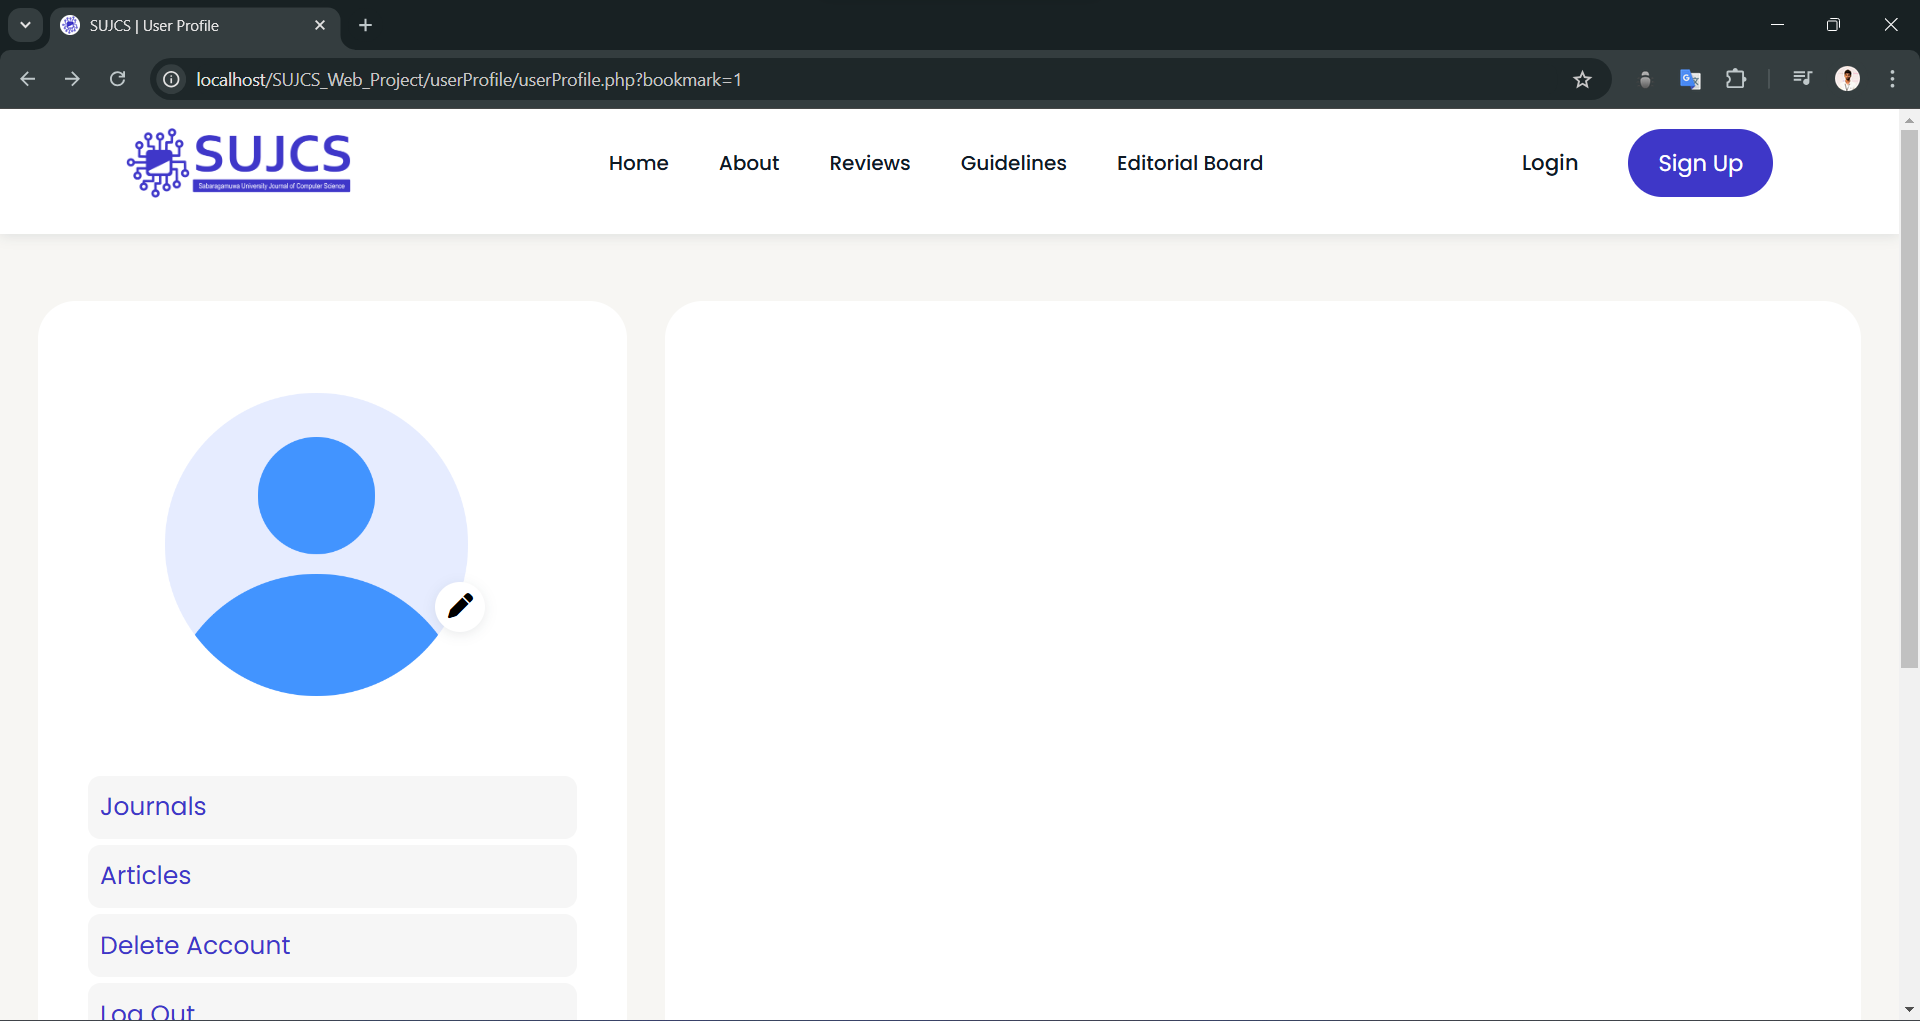 SUJCS | User Profile
localhost/SUJCS_Web_Project/userProfile/userProfile.php?bookmark=1
SUJCS
Sabaragamuwa University Journal of Computer Science
Home About Reviews Guidelines Editorial Board Login Sign Up
Journals
Articles
Delete Account
Log Out